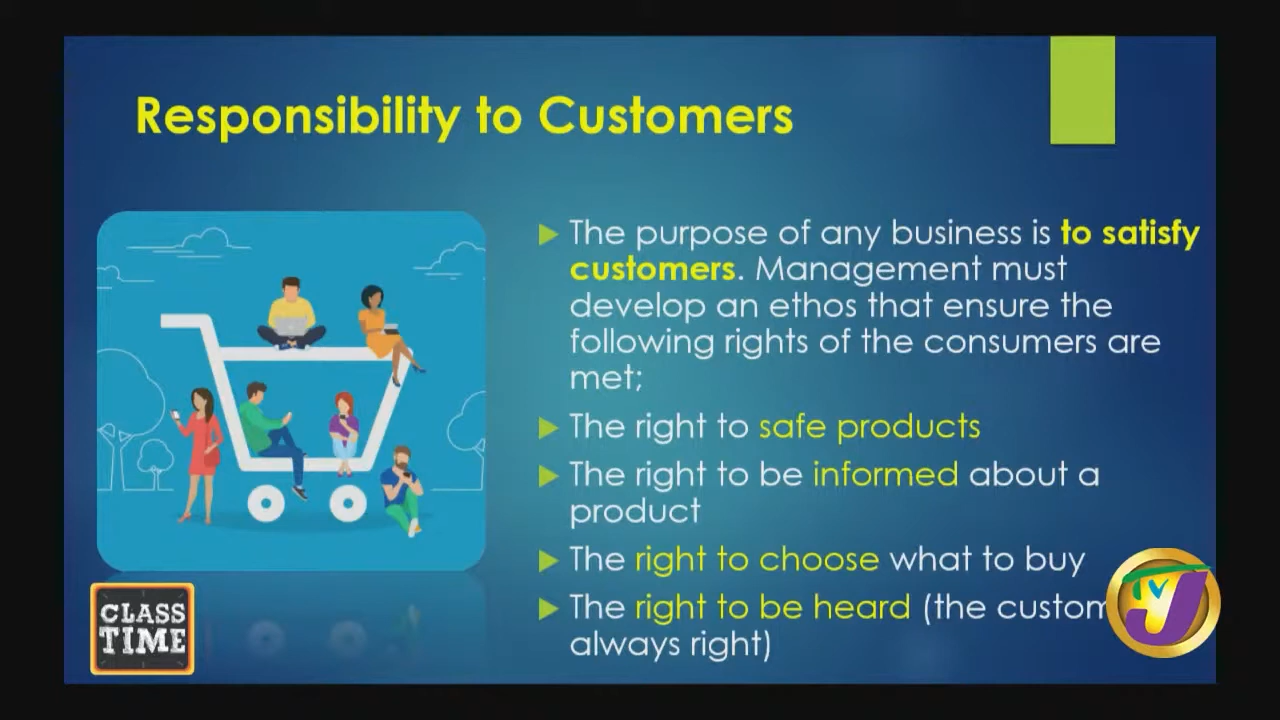 Responsibility to Customers
The purpose of any business is to satisfy
customers. Management must
develop an ethos that ensure the
following rights of the consumers are
met;
The right to safe products
The right to be informed about a
product
The right to choose what to buy
The right to be heard (the
always right)
CLASS
TIME
TVJ